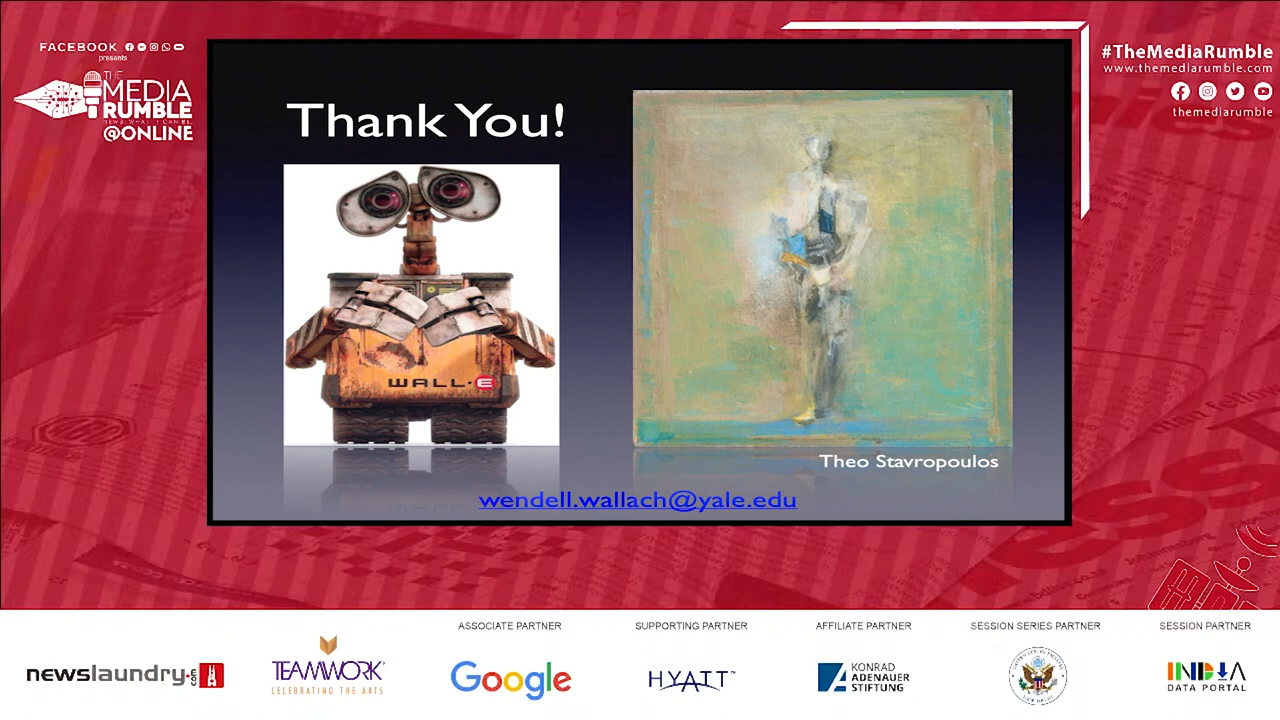 FACEBOOK
presents
THE
MEDIA
RUMBLE
@ONLINE
#TheMediaRumble
www.themediarumble.com
themediarumble
Thank You!
WALL·E
Theo Stavropoulos
wendell.wallach@yale.edu
ASSOCIATE PARTNER
SUPPORTING PARTNER
AFFILIATE PARTNER
SESSION SERIES PARTNER
SESSION PARTNER
newslaundry.com
TEAMWORK
CELEBRATING THE ARTS
Google
HYATT™
KONRAD
ADENAUER
STIFTUNG
INDIA
DATA PORTAL